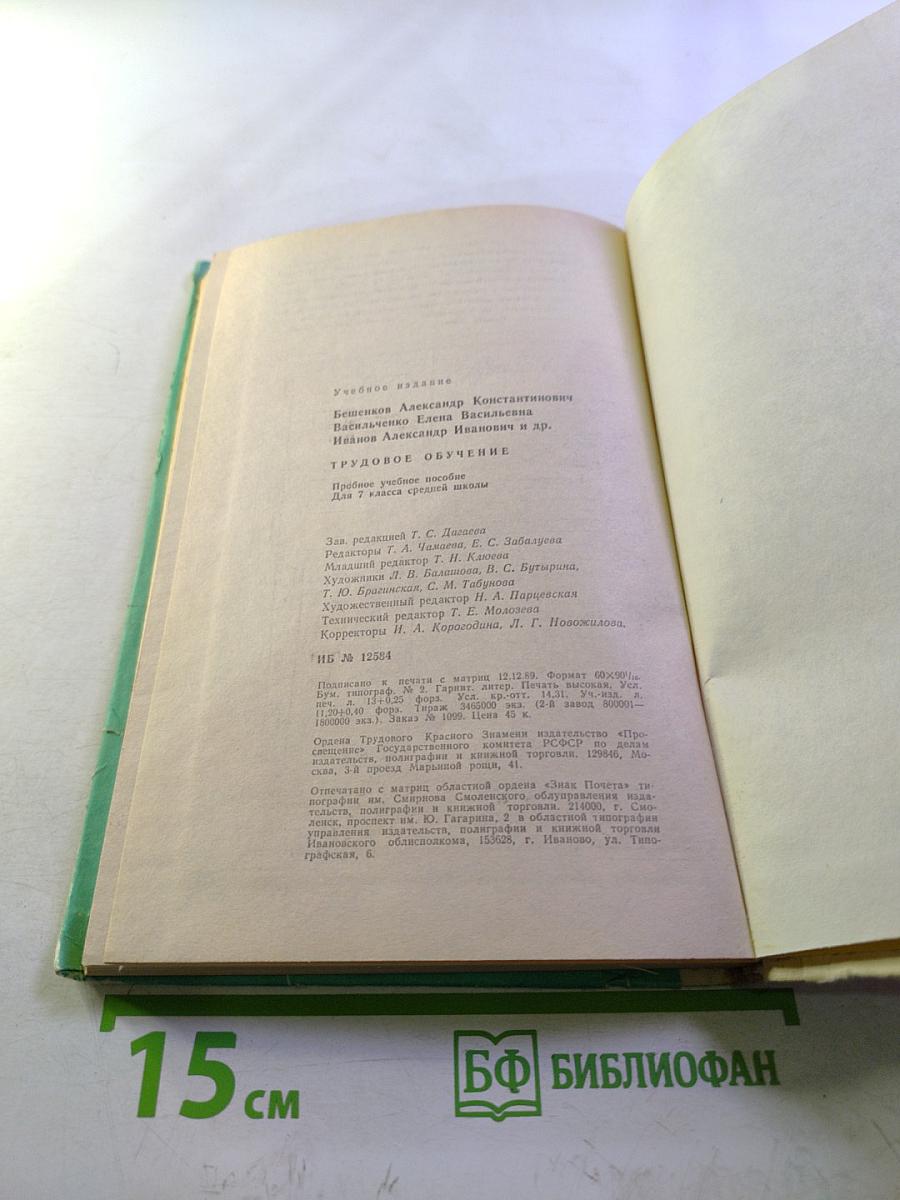 Учебное издание
Бешенков Александр Константинович
Васильченко Елена Васильевна
Иванов Александр Иванович и др.
ТРУДОВОЕ ОБУЧЕНИЕ
Пробное учебное пособие
Для 7 класса средней школы
Зав. редакцией Т. С. Дагаева
Редакторы Т. А. Чамаева, Е. С. Забалуева
Младший редактор Т. Н. Клюева
Художники Л. В. Балашова, В. С. Бутырина,
Т. Ю. Брагинская, С. М. Табунова
Художественный редактор Н. А. Парцевская
Технический редактор Т. Е. Молозева
Корректоры И. А. Корогодина, Л. Г. Новожилова.
ИБ № 12584
Подписано к печати с матриц 12.12.89. Формат 60×90¹/₁₆.
Бум. типограф. № 2. Гарнит. литер. Печать высокая. Усл.
печ. л. 13+0,25 форз. Усл. кр.-отт. 14,31. Уч.-изд. л.
11,20+0,40 форз. Тираж 3465000 экз. (2-й завод 800001—
1800000 экз.). Заказ № 1099. Цена 45 к.
Ордена Трудового Красного Знамени издательство «Про-
свещение» Государственного комитета РСФСР по делам
издательств, полиграфии и книжной торговли. 129846, Мо-
сква, 3-й проезд Марьиной рощи, 41.
Отпечатано с матриц областной ордена «Знак Почета» ти-
пографии им. Смирнова Смоленского облуправления изда-
тельств, полиграфии и книжной торговли. 214000, г. Смо-
ленск, проспект им. Ю. Гагарина, 2 в областной типографии
управления издательств, полиграфии и книжной торговли
Ивановского облисполкома, 153628, г. Иваново, ул. Типо-
графская, 6.
15 см
БФ БИБЛИОФАН